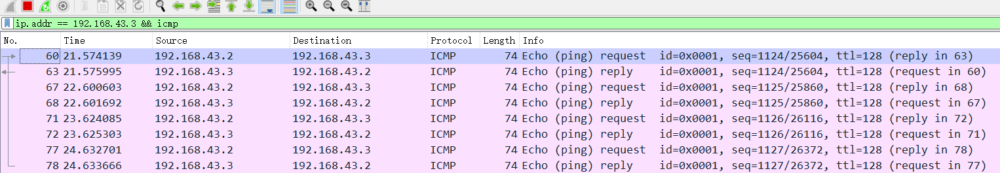 ip.addr == 192.168.43.3 && icmp
No. Time Source Destination Protocol Length Info
60 21.574139 192.168.43.2 192.168.43.3 ICMP 74 Echo (ping) request id=0x0001, seq=1124/25604, ttl=128 (reply in 63)
63 21.575995 192.168.43.3 192.168.43.2 ICMP 74 Echo (ping) reply id=0x0001, seq=1124/25604, ttl=128 (request in 60)
67 22.600603 192.168.43.2 192.168.43.3 ICMP 74 Echo (ping) request id=0x0001, seq=1125/25860, ttl=128 (reply in 68)
68 22.601692 192.168.43.3 192.168.43.2 ICMP 74 Echo (ping) reply id=0x0001, seq=1125/25860, ttl=128 (request in 67)
71 23.624085 192.168.43.2 192.168.43.3 ICMP 74 Echo (ping) request id=0x0001, seq=1126/26116, ttl=128 (reply in 72)
72 23.625303 192.168.43.3 192.168.43.2 ICMP 74 Echo (ping) reply id=0x0001, seq=1126/26116, ttl=128 (request in 71)
77 24.632701 192.168.43.2 192.168.43.3 ICMP 74 Echo (ping) request id=0x0001, seq=1127/26372, ttl=128 (reply in 78)
78 24.633666 192.168.43.3 192.168.43.2 ICMP 74 Echo (ping) reply id=0x0001, seq=1127/26372, ttl=128 (request in 77)